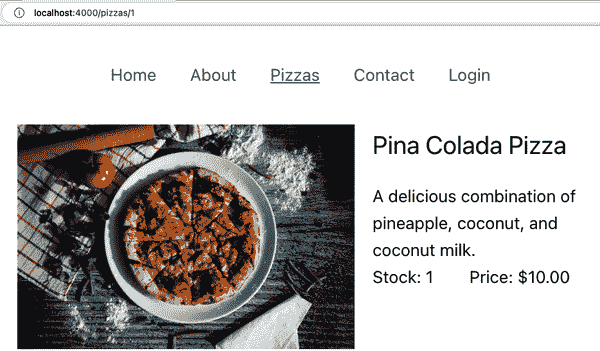 localhost:4000/pizzas/1
Home About Pizzas Contact Login
Pina Colada Pizza
A delicious combination of
pineapple, coconut, and
coconut milk.
Stock: 1 Price: $10.00